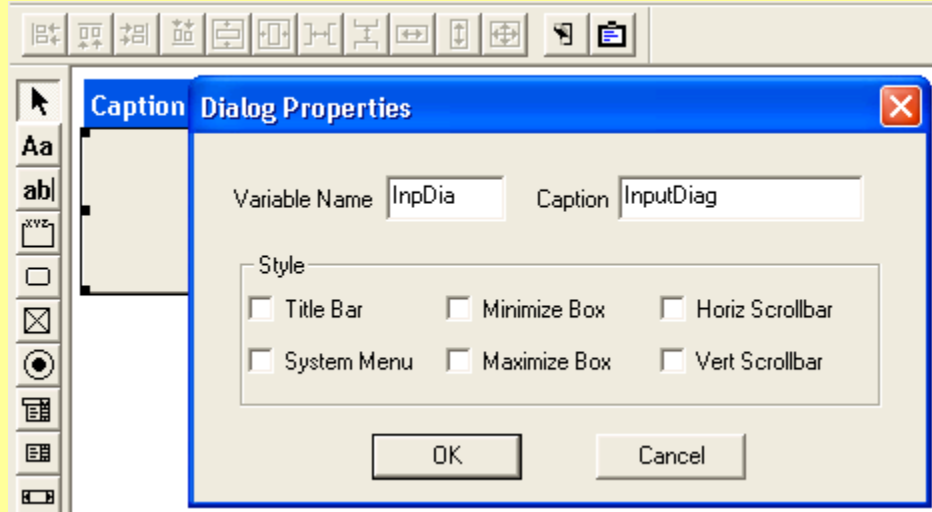 Caption
Dialog Properties
Aa
ab
xyz
Variable Name InpDia Caption InputDiag
Style
Title Bar Minimize Box Horiz Scrollbar
System Menu Maximize Box Vert Scrollbar
OK Cancel